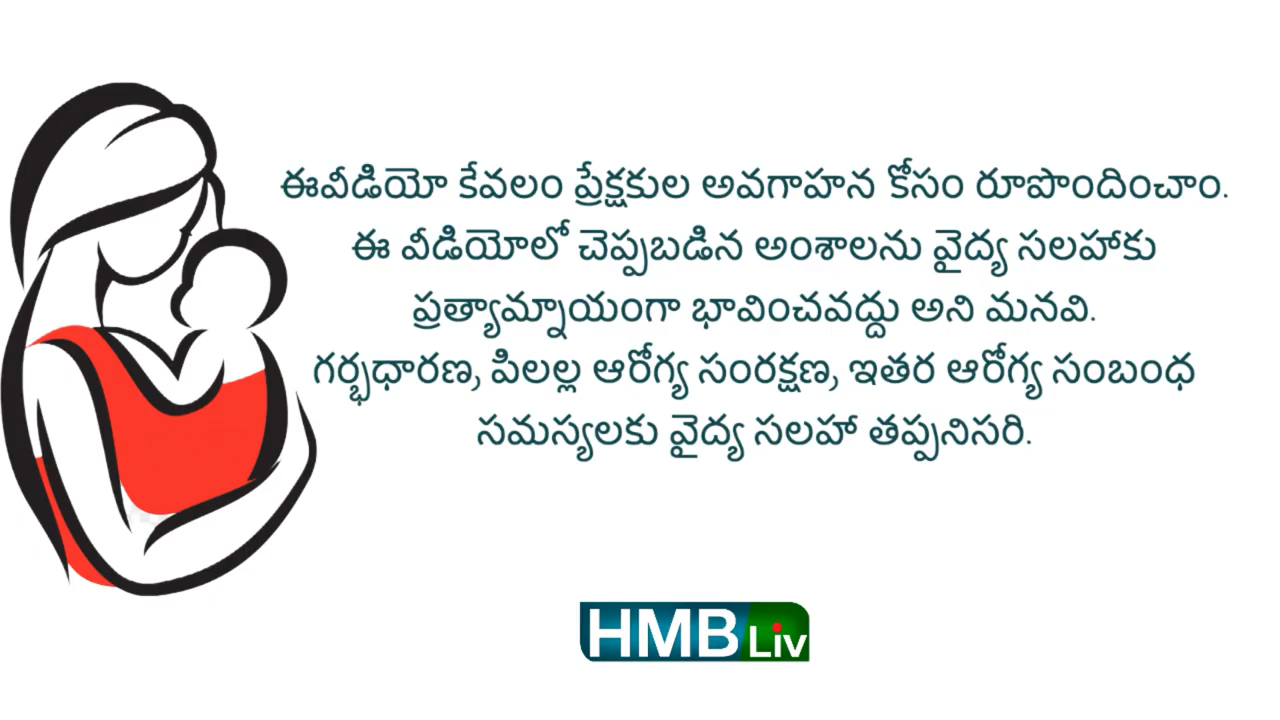 ఈవీడియో కేవలం ప్రేక్షకుల అవగాహన కోసం రూపొందించాం.
ఈ వీడియోలో చెప్పబడిన అంశాలను వైద్య సలహాకు
ప్రత్యామ్నాయంగా భావించవద్దు అని మనవి.
గర్భధారణ, పిలల్ల ఆరోగ్య సంరక్షణ, ఇతర ఆరోగ్య సంబంధ
సమస్యలకు వైద్య సలహా తప్పనిసరి.
HMB Liv